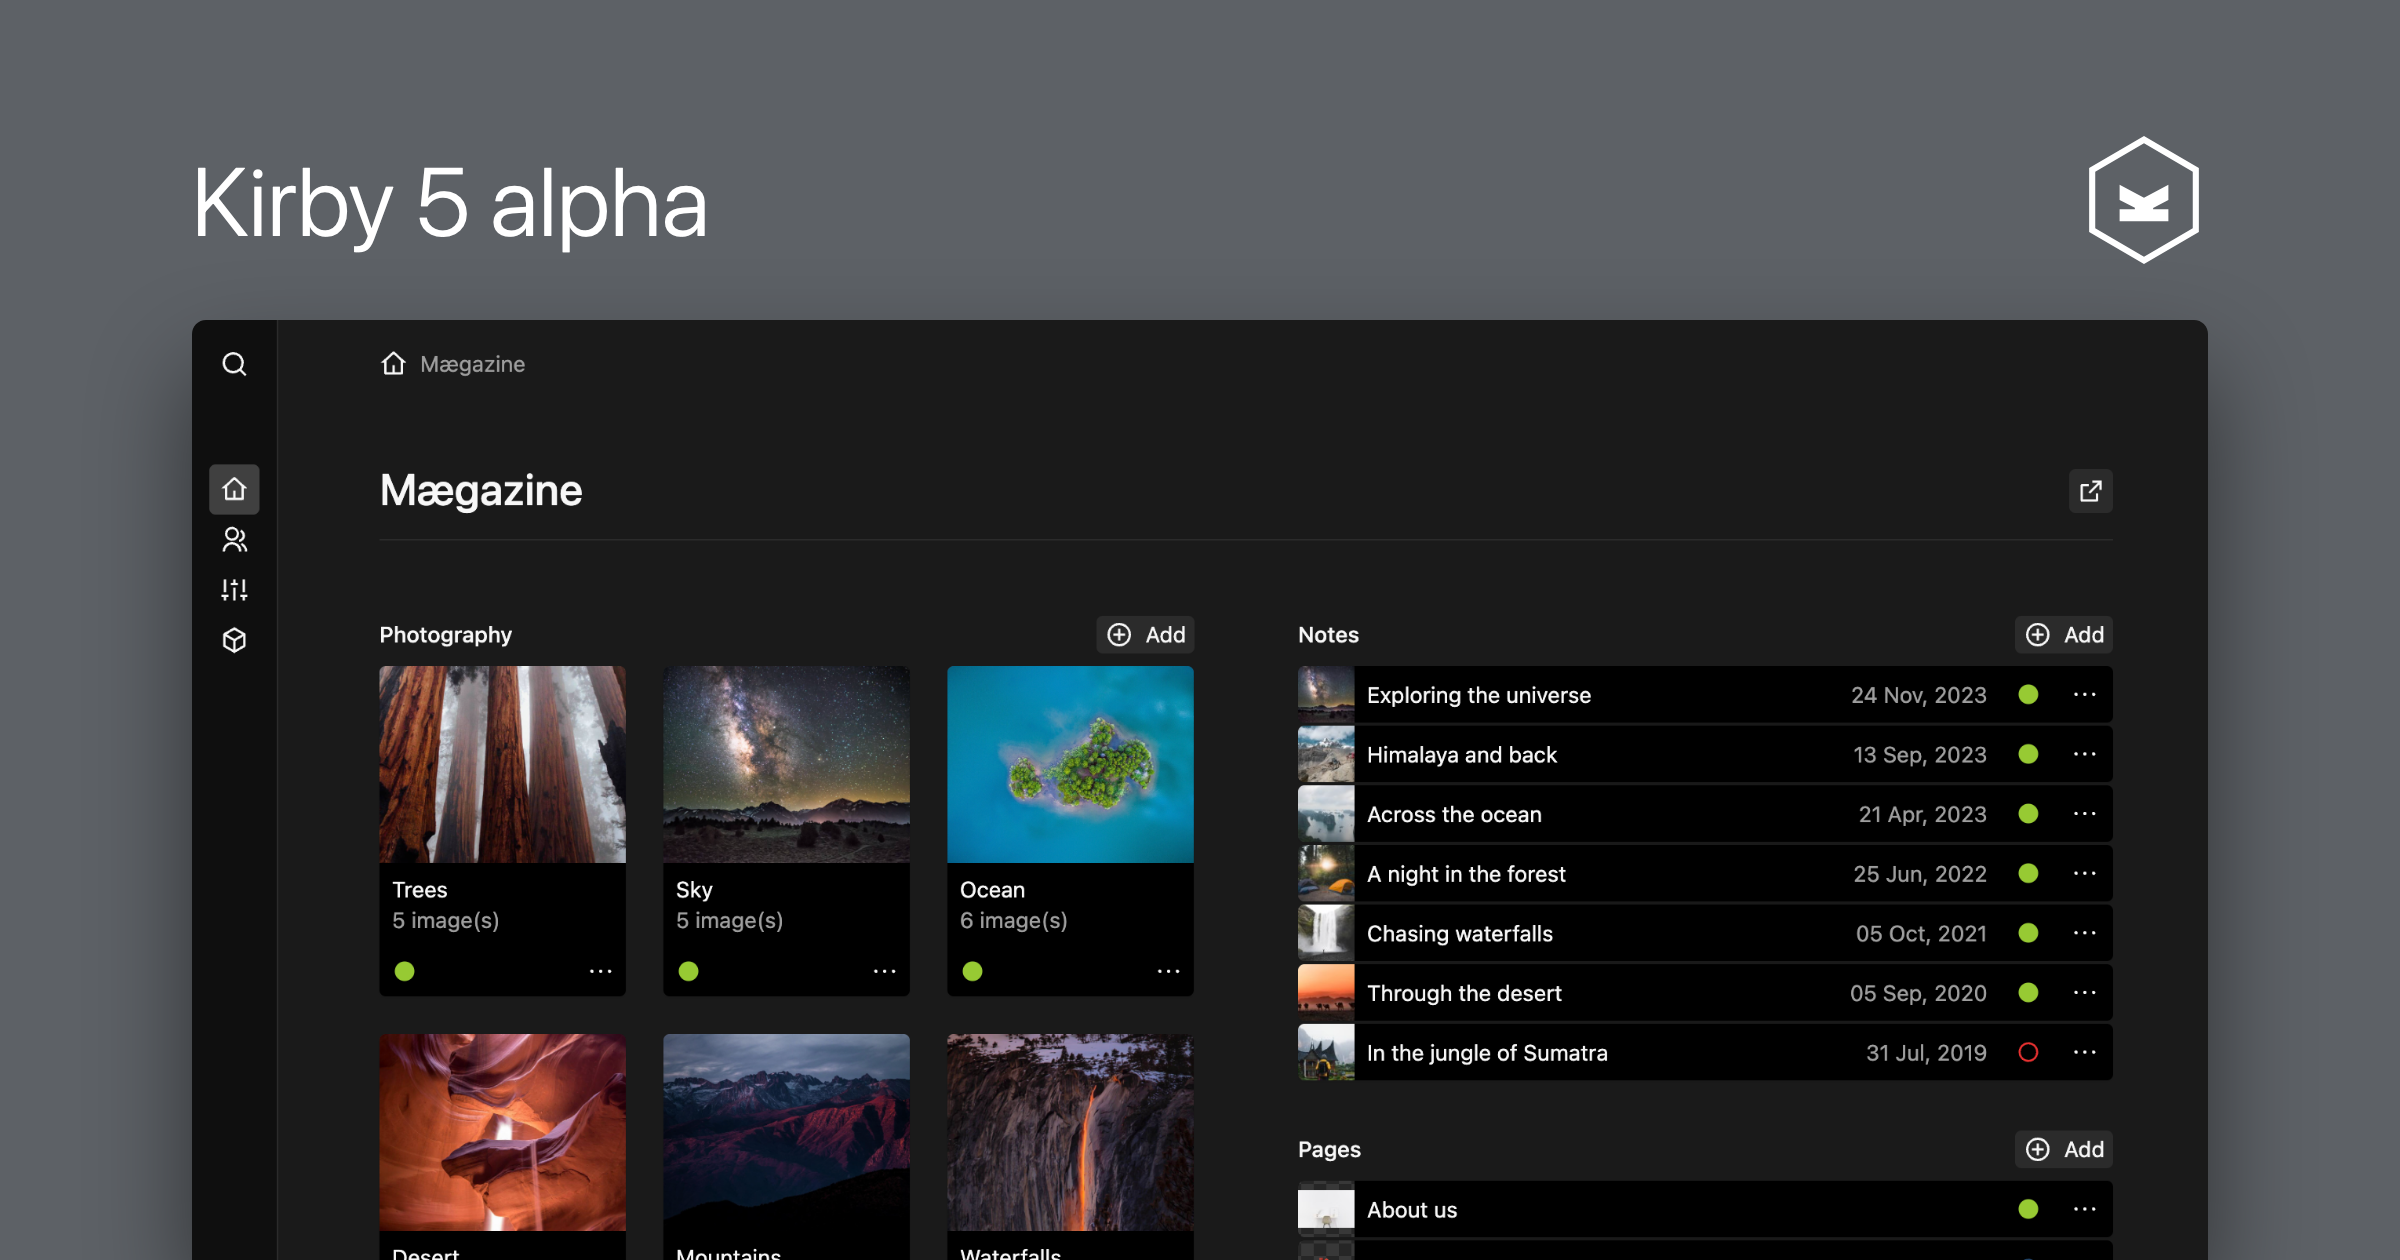 Kirby 5 alpha
Mægazine
Mægazine
Photography
Add
Trees
5 image(s)
Sky
5 image(s)
Ocean
6 image(s)
Desert
Mountains
Waterfalls
Notes
Add
Exploring the universe 24 Nov, 2023
Himalaya and back 13 Sep, 2023
Across the ocean 21 Apr, 2023
A night in the forest 25 Jun, 2022
Chasing waterfalls 05 Oct, 2021
Through the desert 05 Sep, 2020
In the jungle of Sumatra 31 Jul, 2019
Pages
Add
About us